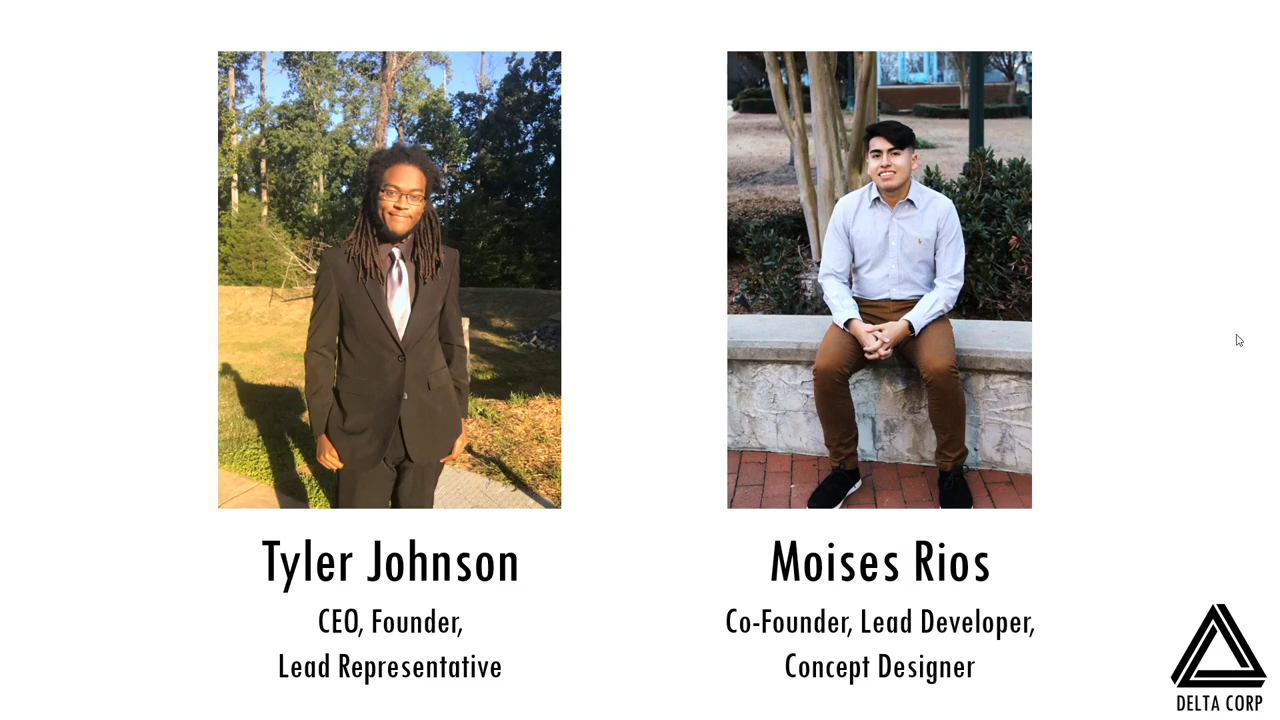 Tyler Johnson
CEO, Founder,
Lead Representative
Moises Rios
Co-Founder, Lead Developer,
Concept Designer
DELTA CORP